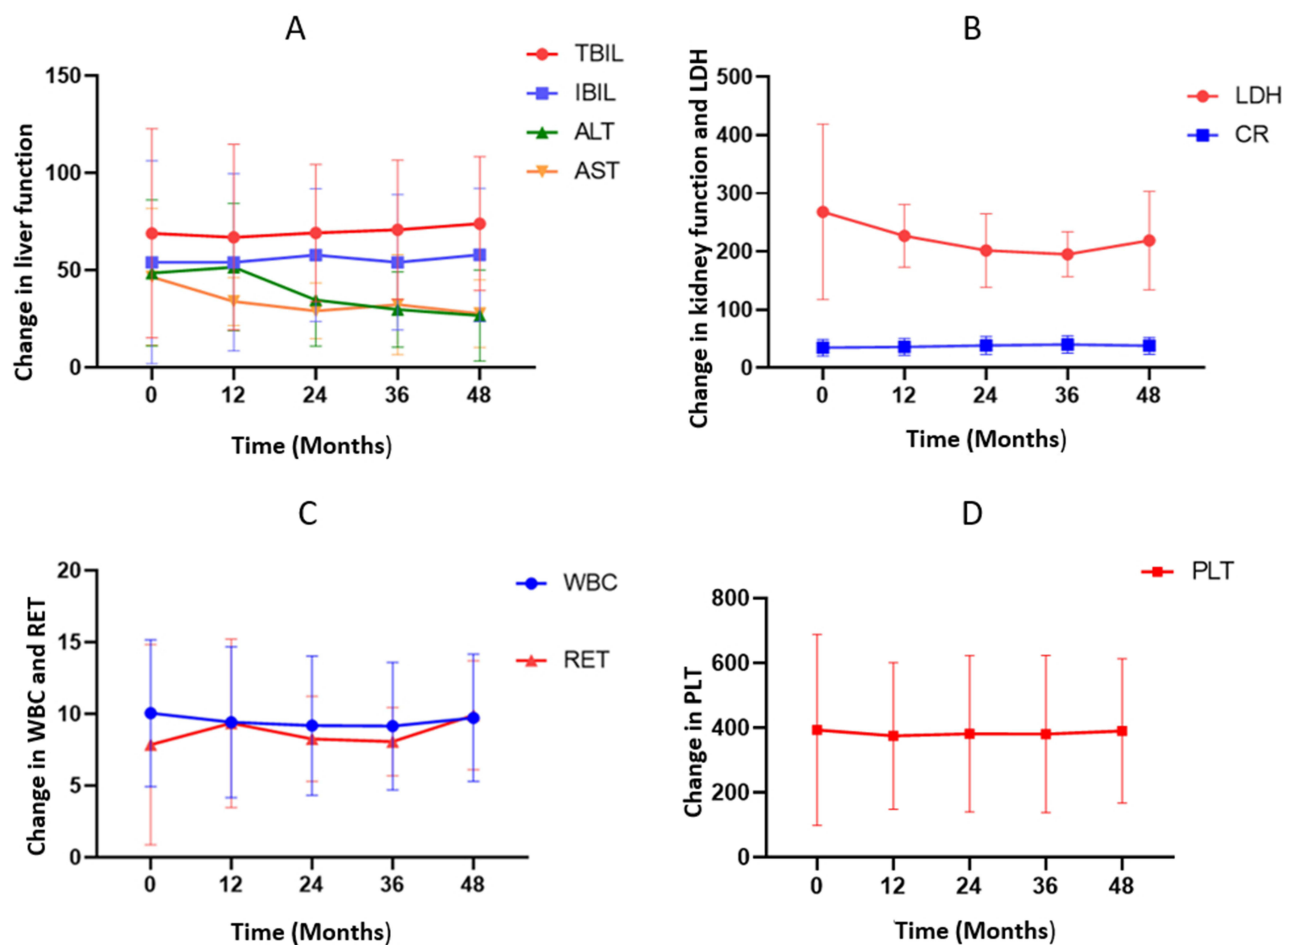 A
TBIL
IBIL
ALT
AST
Change in liver function
150
100
50
0
0 12 24 36 48
Time (Months)
B
LDH
CR
Change in kidney function and LDH
500
400
300
200
100
0
0 12 24 36 48
Time (Months)
C
WBC
RET
Change in WBC and RET
20
15
10
5
0
0 12 24 36 48
Time (Months)
D
PLT
Change in PLT
800
600
400
200
0
0 12 24 36 48
Time (Months)